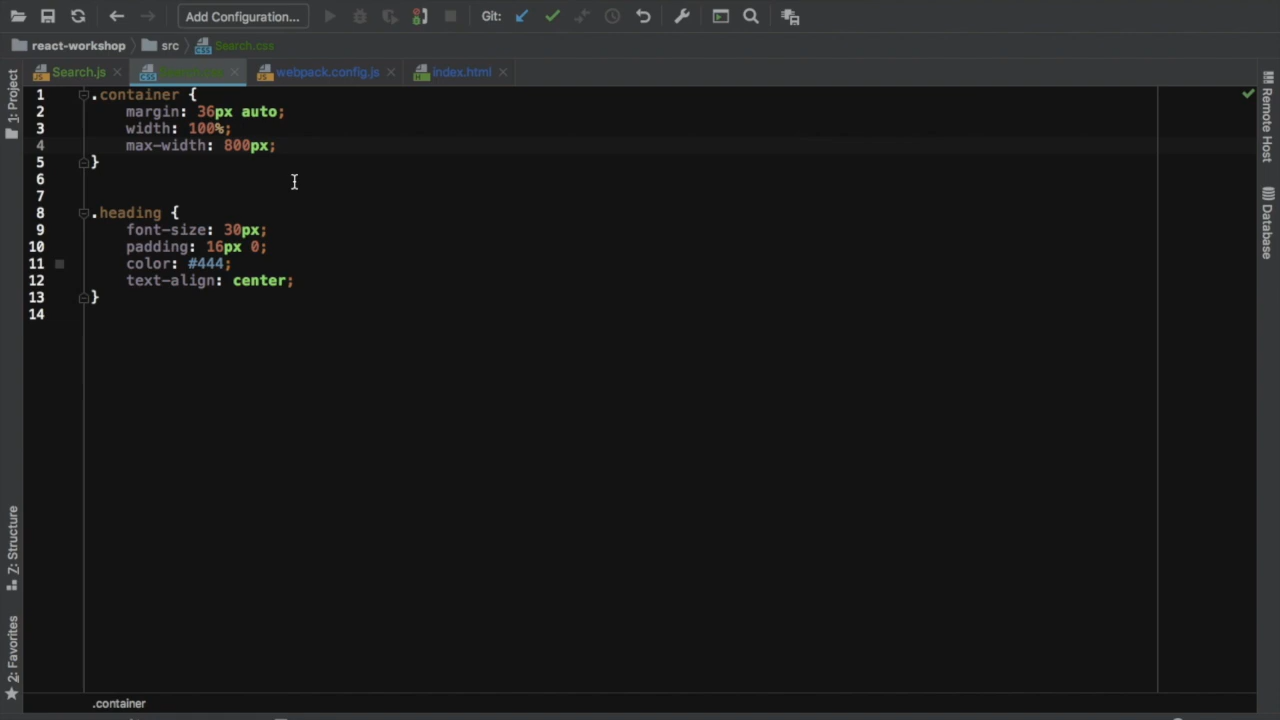 Add Configuration...
Git:
react-workshop
src
Search.css
Search.js
webpack.config.js
index.html
1: Project
Z: Structure
2: Favorites
Remote Host
Database
1 .container {
2 margin: 36px auto;
3 width: 100%;
4 max-width: 800px;
5 }
6
7
8 .heading {
9 font-size: 30px;
10 padding: 16px 0;
11 color: #444;
12 text-align: center;
13 }
14
.container